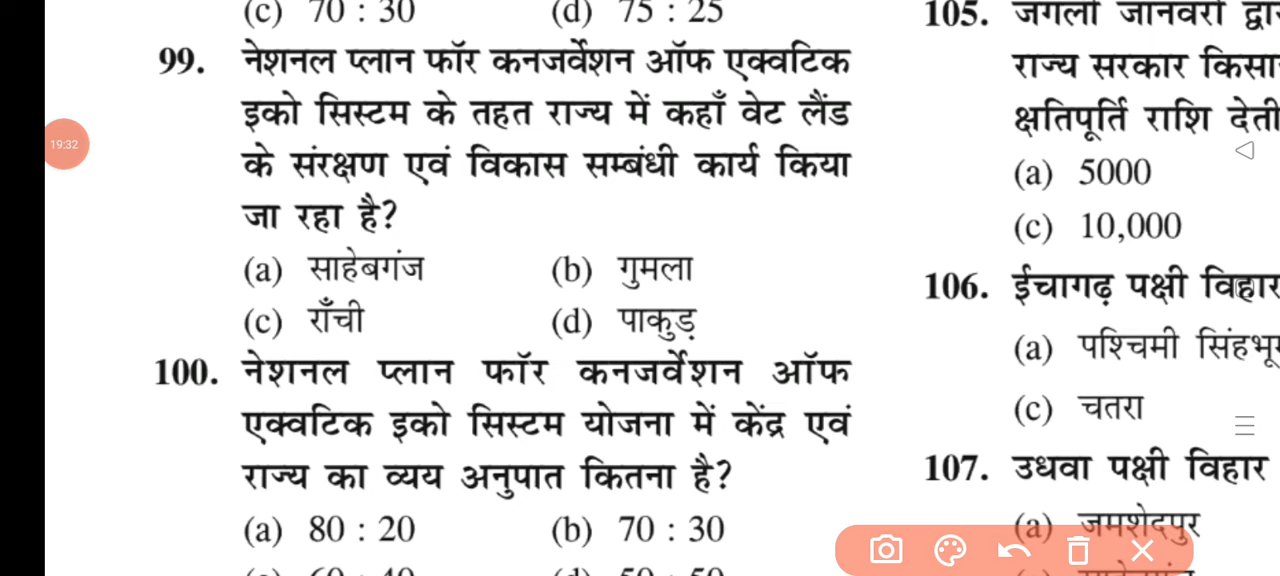 (c) 70 : 30 (d) 75 : 25
99. नेशनल प्लान फॉर कनजर्वेशन ऑफ एक्वटिक
इको सिस्टम के तहत राज्य में कहाँ वेट लैंड
के संरक्षण एवं विकास सम्बंधी कार्य किया
जा रहा है?
(a) साहेबगंज (b) गुमला
(c) राँची (d) पाकुड़
100. नेशनल प्लान फॉर कनजर्वेशन ऑफ
एक्वटिक इको सिस्टम योजना में केंद्र एवं
राज्य का व्यय अनुपात कितना है?
(a) 80 : 20 (b) 70 : 30
105. जंगली जानवरों
राज्य सरकार
क्षतिपूर्ति राशि देती
(a) 5000
(c) 10,000
106. ईचागढ़ पक्षी विहार
(a) पश्चिमी
(c) चतरा
107. उधवा पक्षी विहार
(a) जमशेदपुर
19:32